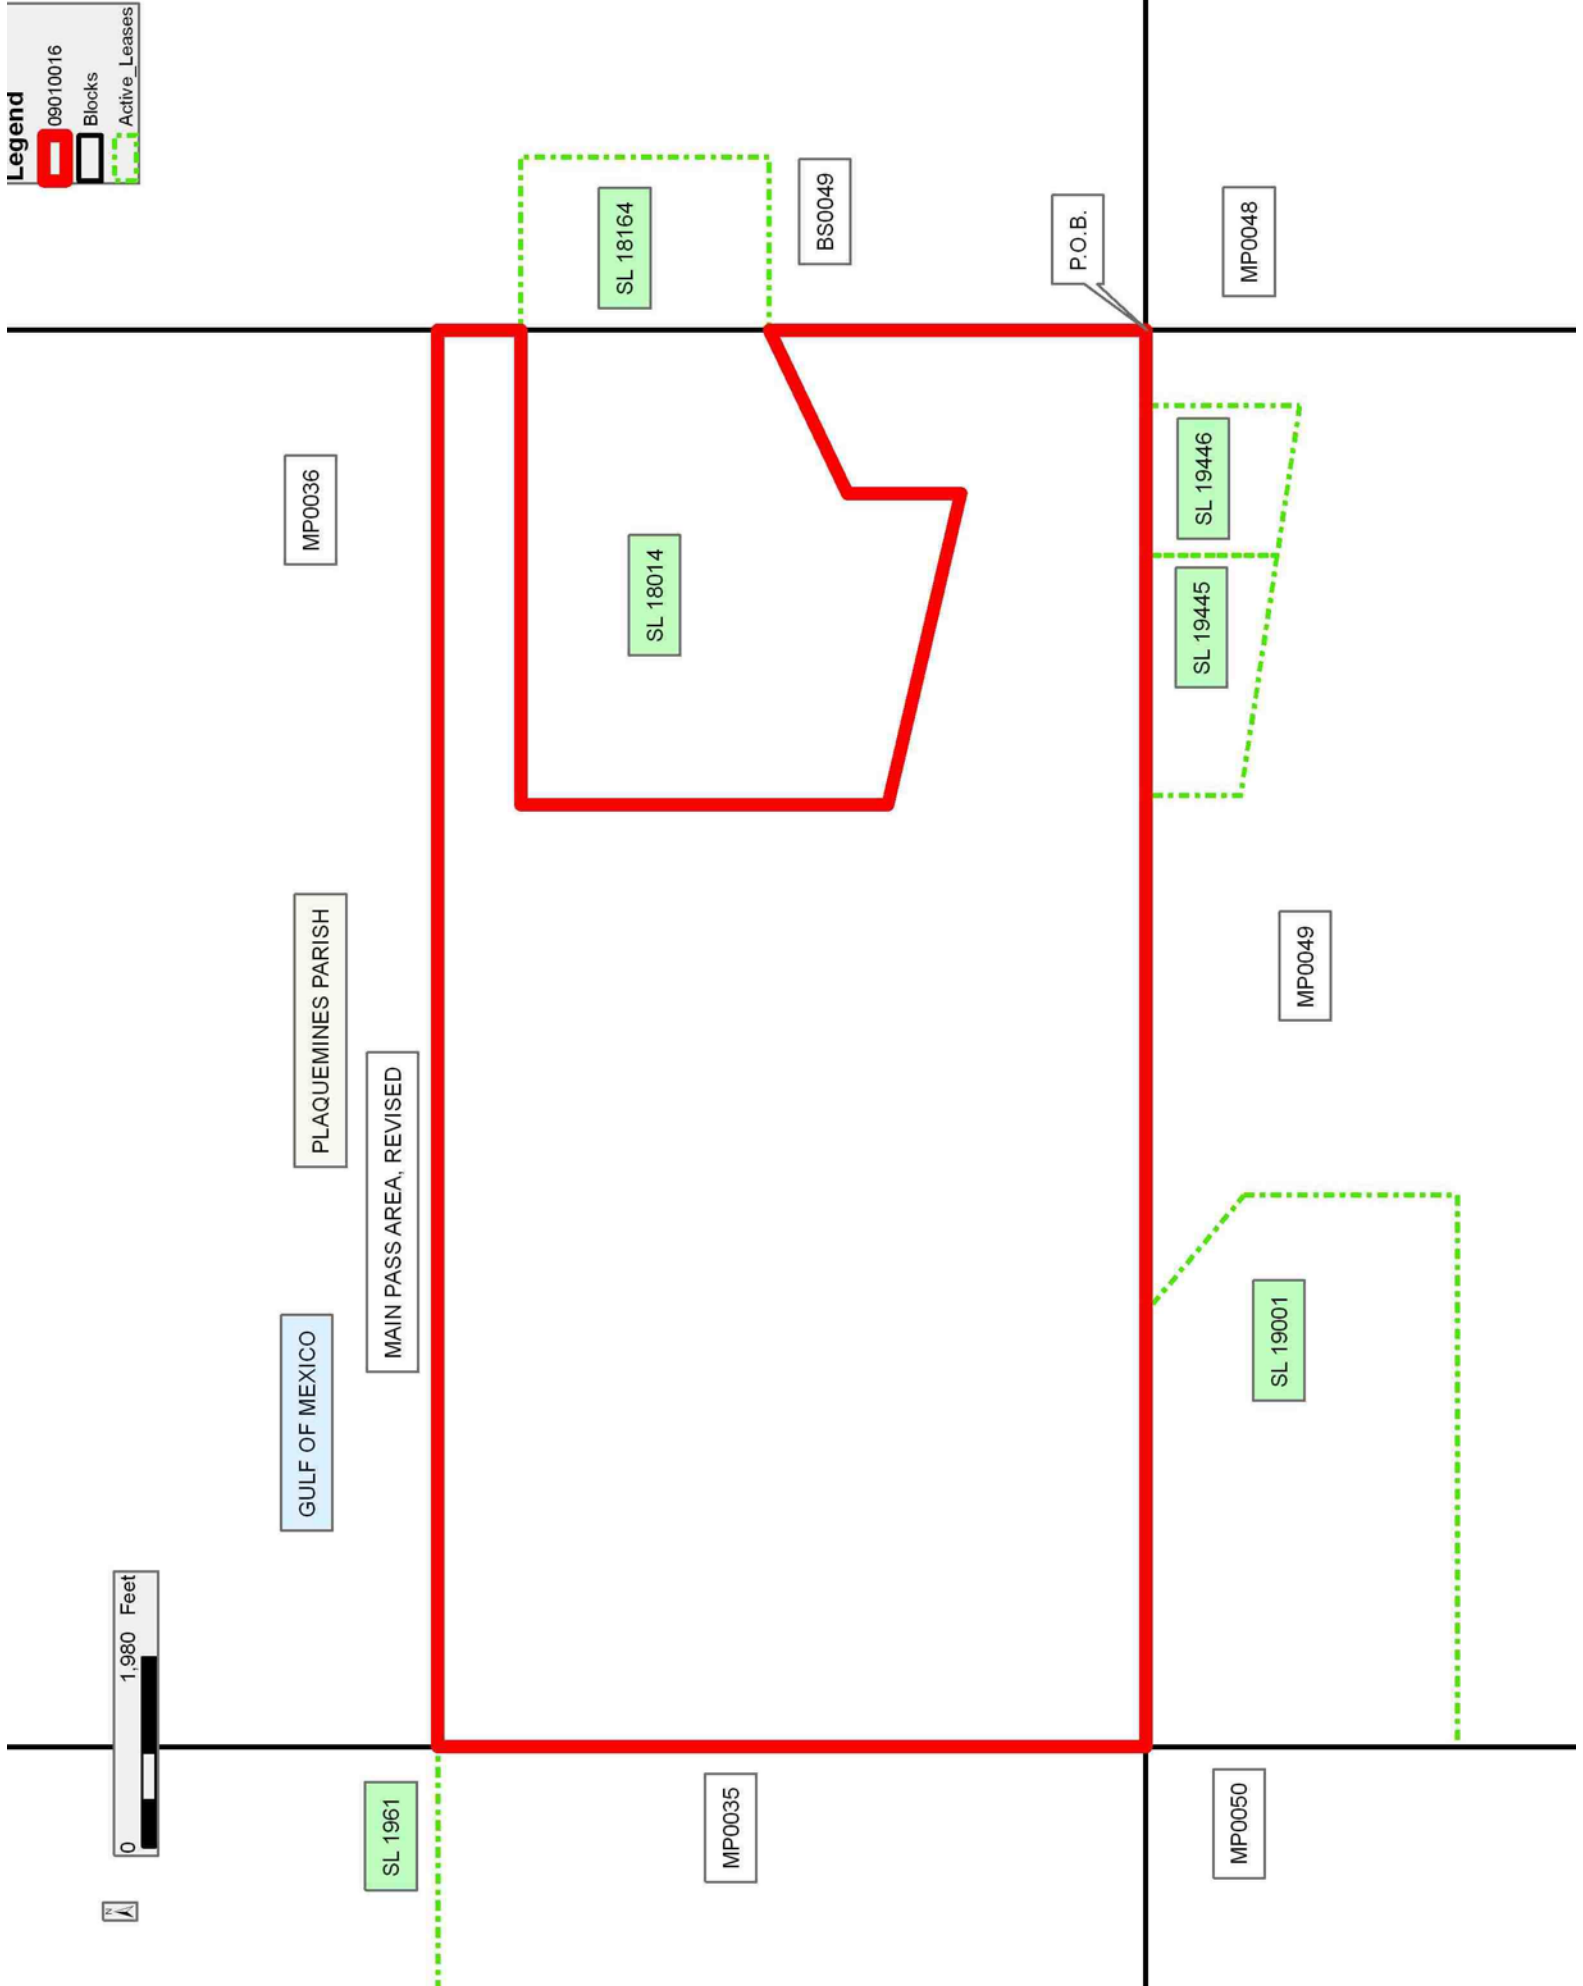 0 1,980 Feet
Legend
09010016
Blocks
Active_Leases
GULF OF MEXICO
PLAQUEMINES PARISH
MP0036
SL 1961
MAIN PASS AREA, REVISED
SL 18164
SL 18014
MP0035
BS0049
P.O.B.
SL 19445
SL 19446
MP0050
SL 19001
MP0049
MP0048
N